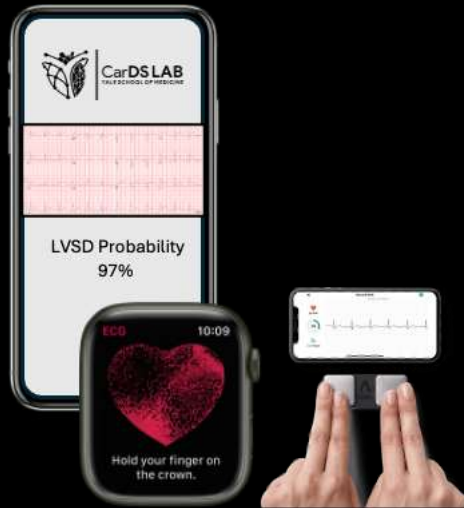 CarDS LAB
YALE SCHOOL OF MEDICINE
LVSD Probability
97%
ECG
10:09
Hold your finger on
the crown.